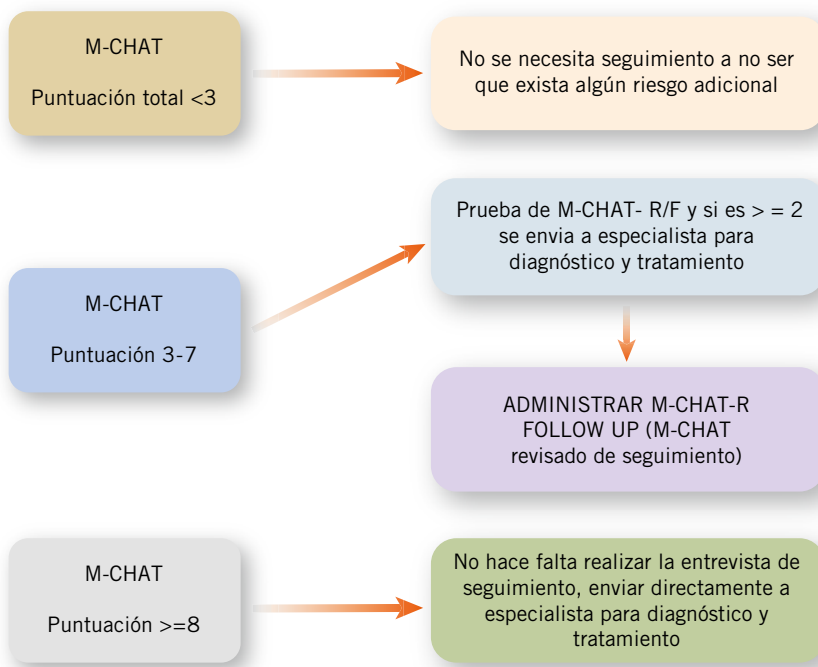 M-CHAT
Puntuación total <3
No se necesita seguimiento a no ser
que exista algún riesgo adicional
M-CHAT
Puntuación 3-7
Prueba de M-CHAT- R/F y si es > = 2
se envia a especialista para
diagnóstico y tratamiento
ADMINISTRAR M-CHAT-R
FOLLOW UP (M-CHAT
revisado de seguimiento)
M-CHAT
Puntuación >=8
No hace falta realizar la entrevista de
seguimiento, enviar directamente a
especialista para diagnóstico y
tratamiento